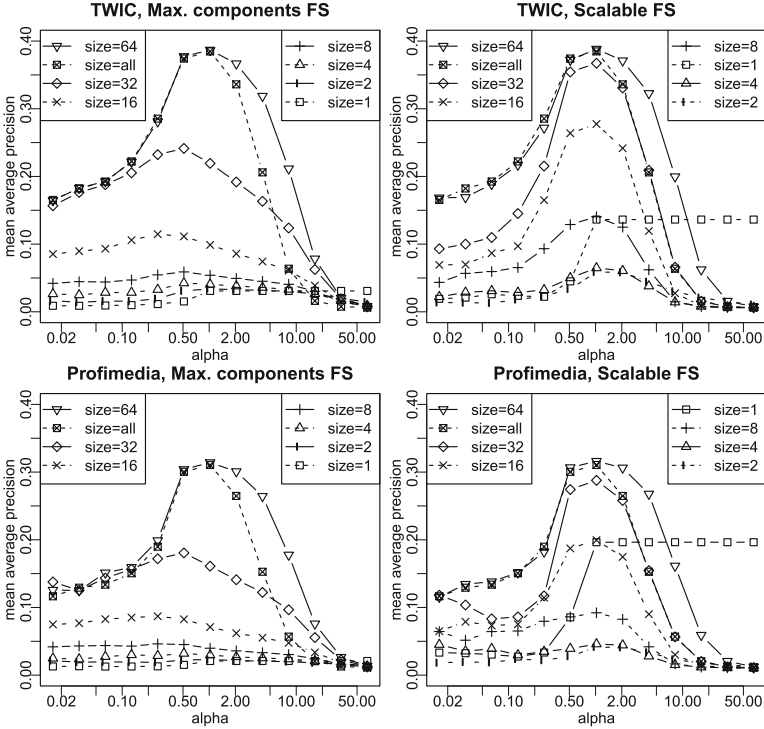 TWIC, Max. components FS
size=64
size=all
size=32
size=16
size=8
size=4
size=2
size=1
mean average precision
0.00 0.10 0.20 0.30 0.40
0.02 0.10 0.50 2.00 10.00 50.00
alpha
TWIC, Scalable FS
size=64
size=all
size=32
size=16
size=8
size=1
size=4
size=2
mean average precision
0.00 0.10 0.20 0.30 0.40
0.02 0.10 0.50 2.00 10.00 50.00
alpha
Profimedia, Max. components FS
size=64
size=all
size=32
size=16
size=8
size=4
size=2
size=1
mean average precision
0.00 0.10 0.20 0.30 0.40
0.02 0.10 0.50 2.00 10.00 50.00
alpha
Profimedia, Scalable FS
size=64
size=all
size=32
size=16
size=1
size=8
size=4
size=2
mean average precision
0.00 0.10 0.20 0.30 0.40
0.02 0.10 0.50 2.00 10.00 50.00
alpha